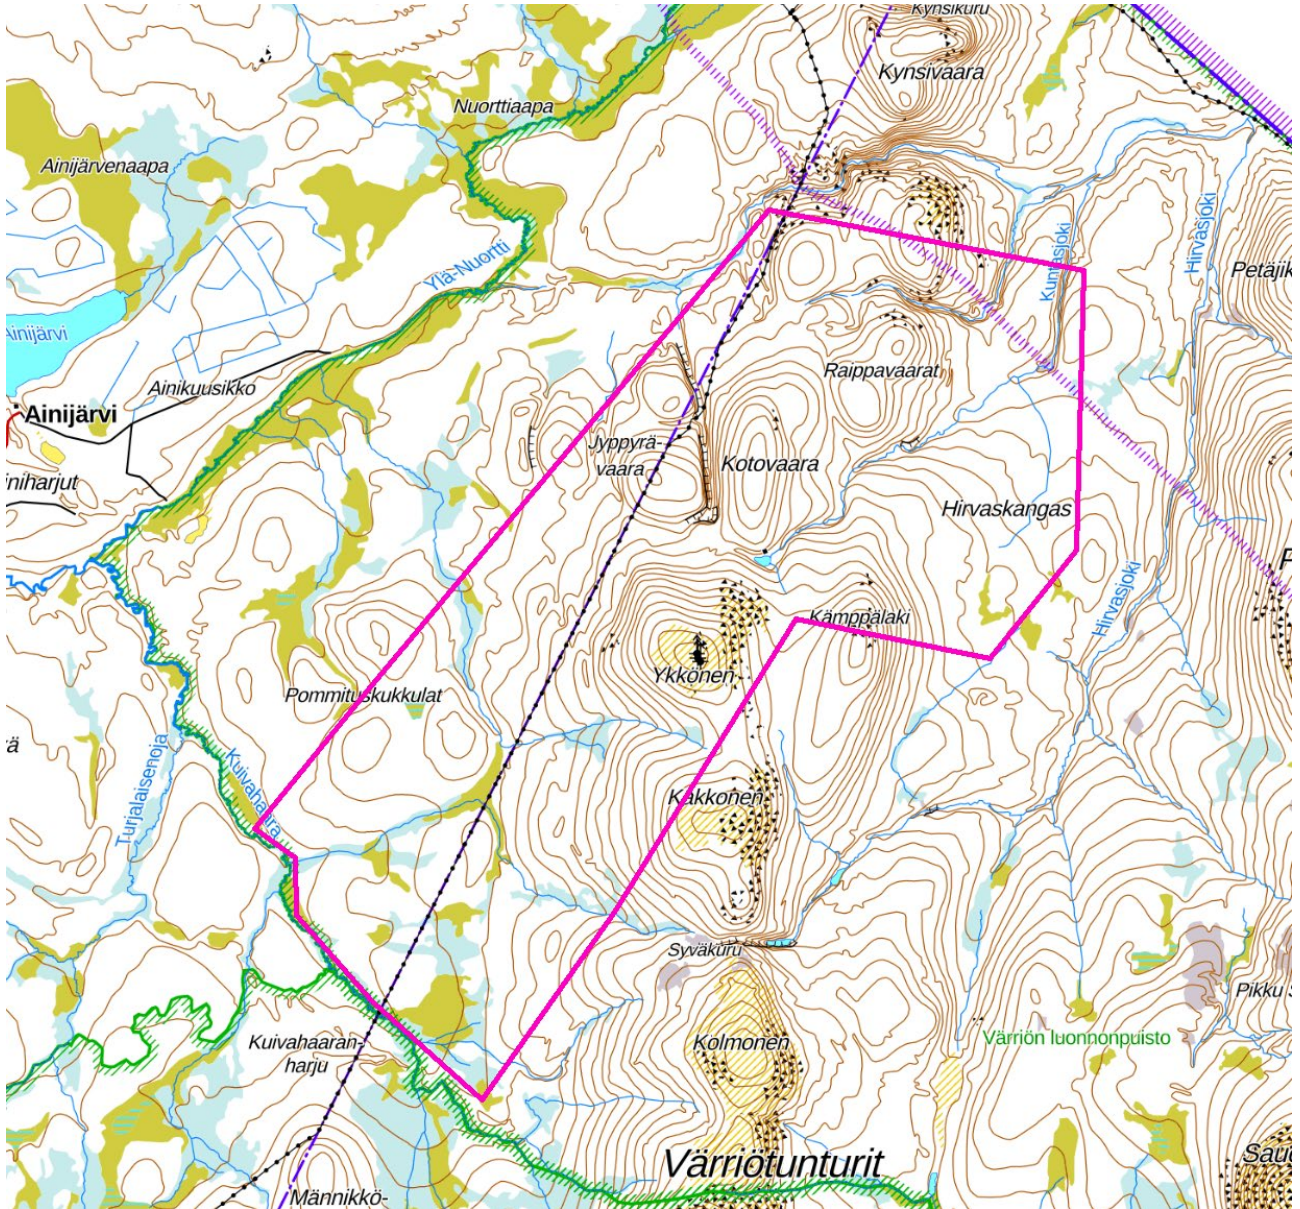 Kynsikuru
Kynsivaara
Nuorttiaapa
Ainijärvenaapa
Ylä-Nuortti
Kuntasjoki
Hirvasjoki
Petäjik
Ainijärvi
Raippavaarat
Ainikuusikko
Ainijärvi
Jyppyrä-
vaara
Kotovaara
iniharjut
Hirvaskangas
P
Hirvasjoki
Kämppälaki
Ykkönen
Pommituskukkulat
ä
Turjalaisenoja
Kuivahaara
Kakkonen
Syväkuru
Pikku S
Kuivahaaran-
harju
Kolmonen
Värriön luonnonpuisto
Värriötunturit
Sau
Männikkö-